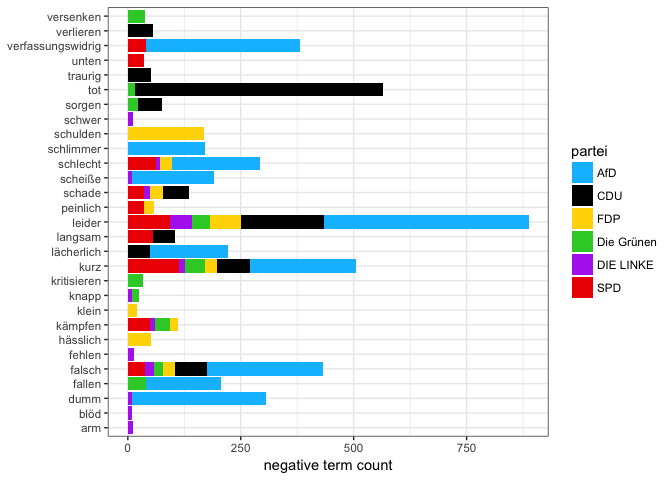 versenken
verlieren
verfassungswidrig
unten
traurig
tot
sorgen
schwer
schulden
schlimmer
schlecht
scheiße
schade
peinlich
leider
langsam
lächerlich
kurz
kritisieren
knapp
klein
kämpfen
hässlich
fehlen
falsch
fallen
dumm
blöd
arm
0 250 500 750
negative term count
partei
AfD
CDU
FDP
Die Grünen
DIE LINKE
SPD